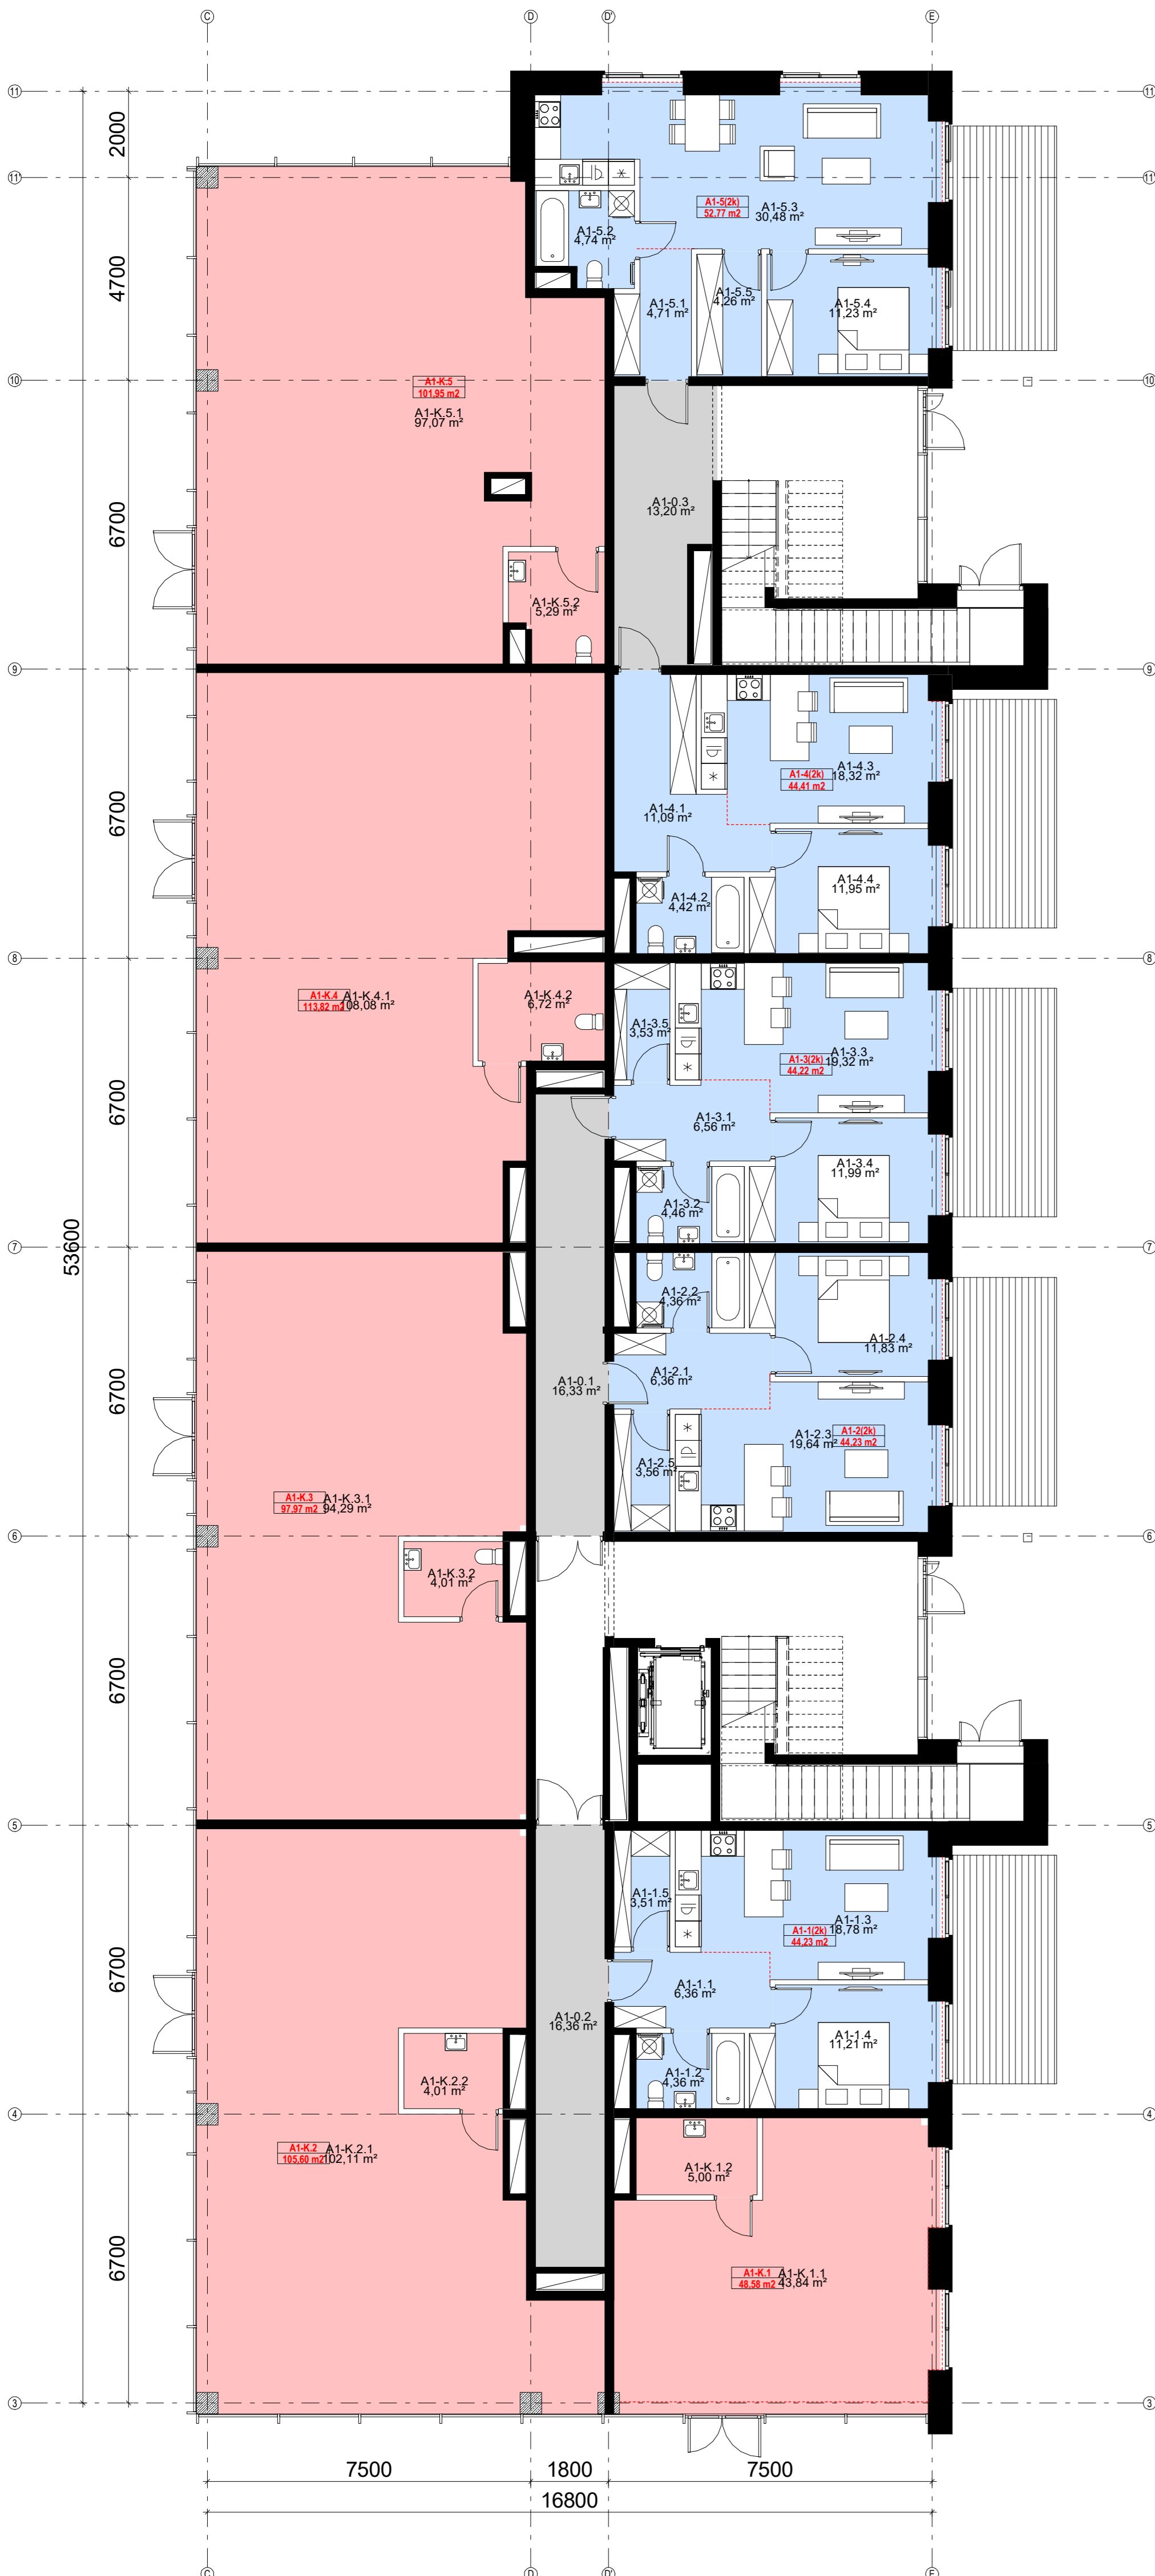 C
D
D'
E
11
11
2000
11'
11'
A1-5(2k)
52,77 m2
A1-5.3
30,48 m²
A1-5.2
4,74 m²
4700
A1-5.1
4,71 m²
A1-5.5
4,26 m²
A1-5.4
11,23 m²
10
10
A1-K.5
101,95 m2
A1-K.5.1
97,07 m²
6700
A1-0.3
13,20 m²
A1-K.5.2
5,29 m²
9
9
A1-4(2k)
44,41 m2
A1-4.3
18,32 m²
6700
A1-4.1
11,09 m²
A1-4.2
4,42 m²
A1-4.4
11,95 m²
8
8
A1-K.4
113,82 m2
A1-K.4.1
108,08 m²
A1-K.4.2
6,72 m²
A1-3.5
3,53 m²
A1-3(2k)
44,22 m2
A1-3.3
19,32 m²
6700
A1-3.1
6,56 m²
A1-3.4
11,99 m²
A1-3.2
4,46 m²
53600
7
7
A1-2.2
4,36 m²
A1-2.4
11,83 m²
6700
A1-0.1
16,33 m²
A1-2.1
6,36 m²
A1-2.3
19,64 m²
A1-2(2k)
44,23 m2
A1-2.5
3,56 m²
A1-K.3
97,97 m2
A1-K.3.1
94,29 m²
6
6
A1-K.3.2
4,01 m²
6700
5
5
A1-1.5
3,51 m²
A1-1(2k)
44,23 m2
A1-1.3
18,78 m²
6700
A1-1.1
6,36 m²
A1-0.2
16,36 m²
A1-1.4
11,21 m²
A1-1.2
4,36 m²
A1-K.2.2
4,01 m²
4
4
A1-K.2
105,60 m2
A1-K.2.1
102,11 m²
A1-K.1.2
5,00 m²
6700
A1-K.1
48,58 m2
A1-K.1.1
43,84 m²
3
3
7500
1800
7500
16800
C
D
D'
E